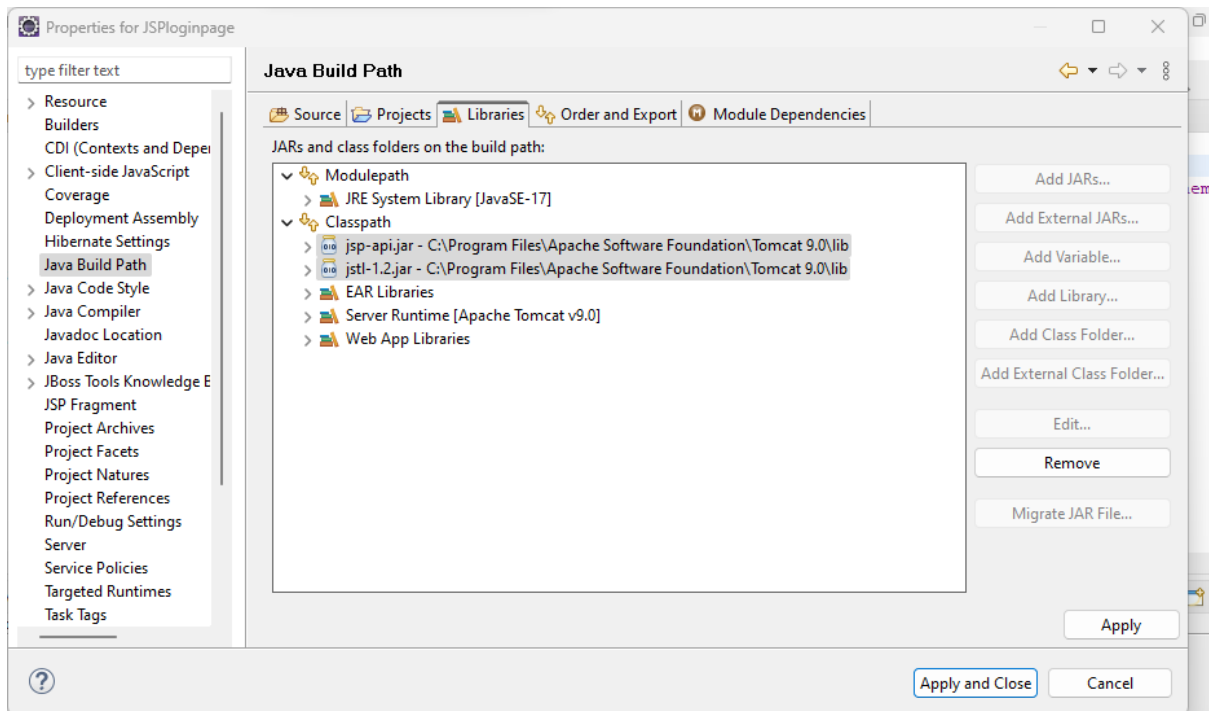 Properties for JSPloginpage
type filter text
Resource
Builders
CDI (Contexts and Depe
Client-side JavaScript
Coverage
Deployment Assembly
Hibernate Settings
Java Build Path
Java Code Style
Java Compiler
Javadoc Location
Java Editor
JBoss Tools Knowledge E
JSP Fragment
Project Archives
Project Facets
Project Natures
Project References
Run/Debug Settings
Server
Service Policies
Targeted Runtimes
Task Tags
Java Build Path
Source Projects Libraries Order and Export Module Dependencies
JARs and class folders on the build path:
Modulepath
JRE System Library [JavaSE-17]
Classpath
jsp-api.jar - C:\Program Files\Apache Software Foundation\Tomcat 9.0\lib
jstl-1.2.jar - C:\Program Files\Apache Software Foundation\Tomcat 9.0\lib
EAR Libraries
Server Runtime [Apache Tomcat v9.0]
Web App Libraries
Add JARs...
Add External JARs...
Add Variable...
Add Library...
Add Class Folder...
Add External Class Folder...
Edit...
Remove
Migrate JAR File...
Apply
Apply and Close
Cancel
em